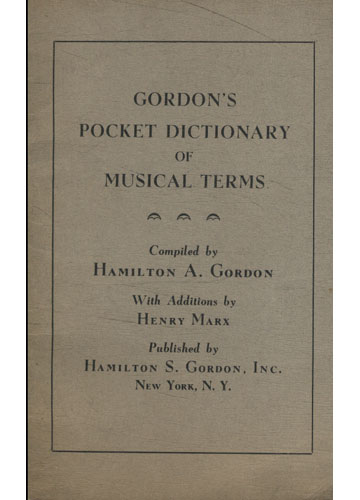 GORDON'S
POCKET DICTIONARY
OF
MUSICAL TERMS
Compiled by
HAMILTON A. GORDON
With Additions by
HENRY MARX
Published by
HAMILTON S. GORDON, INC.
NEW YORK, N. Y.